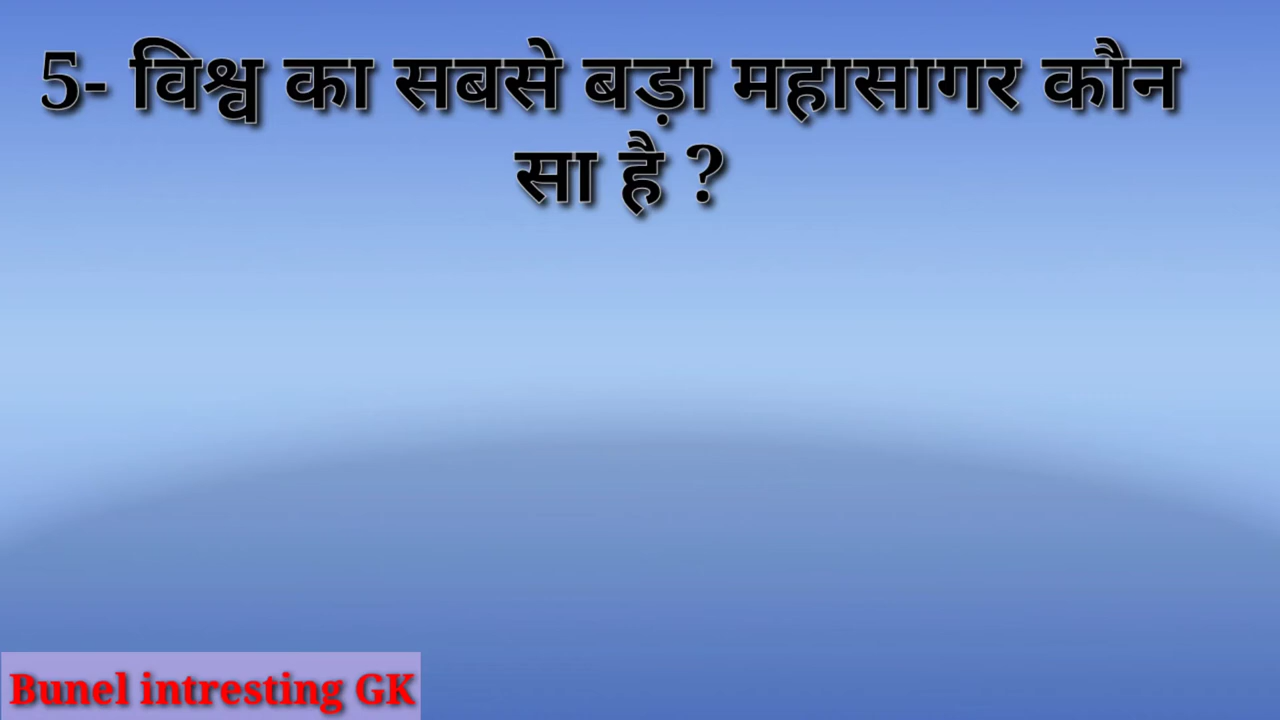 5- विश्व का सबसे बड़ा महासागर कौन
सा है ?
Bunel intresting GK